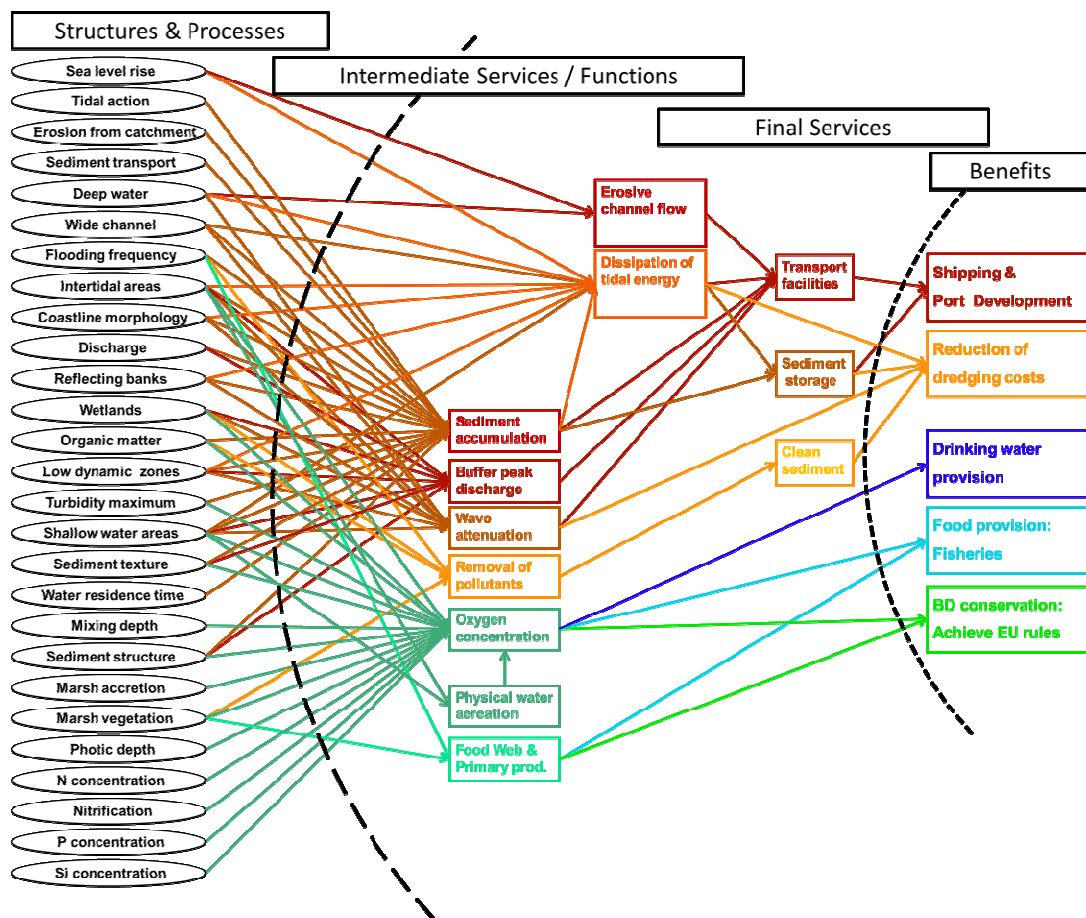 Structures & Processes
Intermediate Services / Functions
Final Services
Benefits
Sea level rise
Tidal action
Erosion from catchment
Sediment transport
Deep water
Wide channel
Flooding frequency
Intertidal areas
Coastline morphology
Discharge
Reflecting banks
Wetlands
Organic matter
Low dynamic zones
Turbidity maximum
Shallow water areas
Sediment texture
Water residence time
Mixing depth
Sediment structure
Marsh accretion
Marsh vegetation
Photic depth
N concentration
Nitrification
P concentration
Si concentration
Sediment
accumulation
Buffer peak
discharge
Wave
attenuation
Removal of
pollutants
Oxygen
concentration
Physical water
aereation
Food Web &
Primary prod.
Erosive
channel flow
Dissipation of
tidal energy
Transport
facilities
Sediment
storage
Clean
sediment
Shipping &
Port Development
Reduction of
dredging costs
Drinking water
provision
Food provision:
Fisheries
BD conservation:
Achieve EU rules